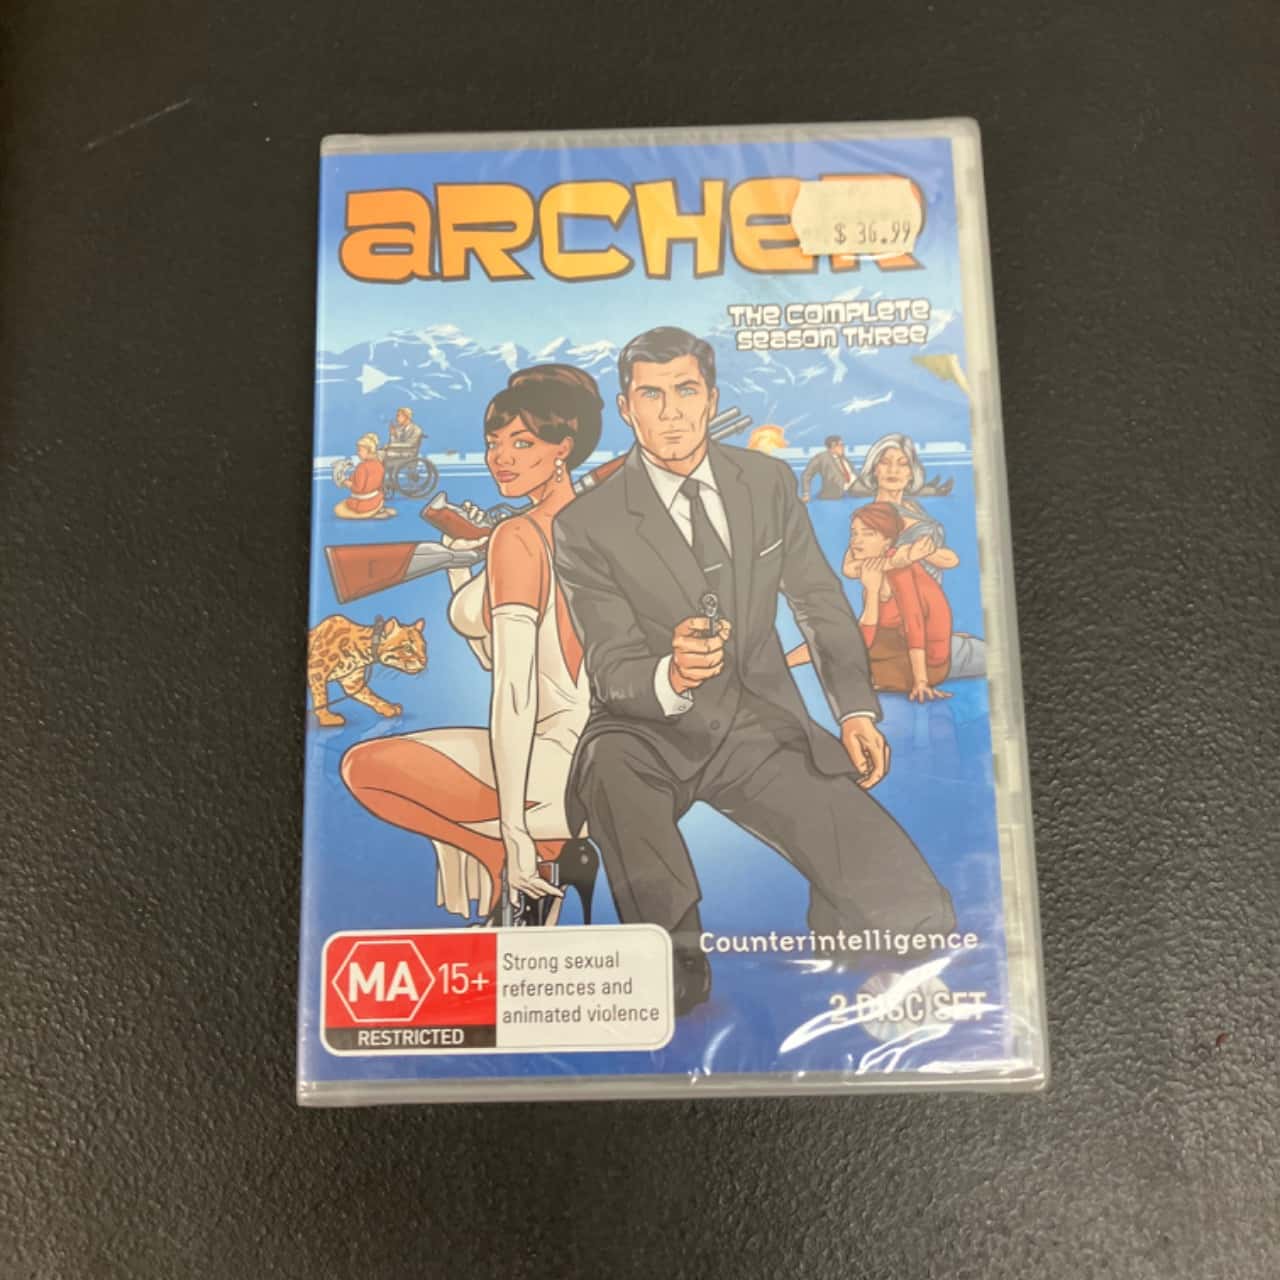 aRCHeR
$ 36.99
THe COMPLeTe
SeaSON THRee
MA 15+
RESTRICTED
Strong sexual
references and
animated violence
Counterintelligence
2 DISC SET